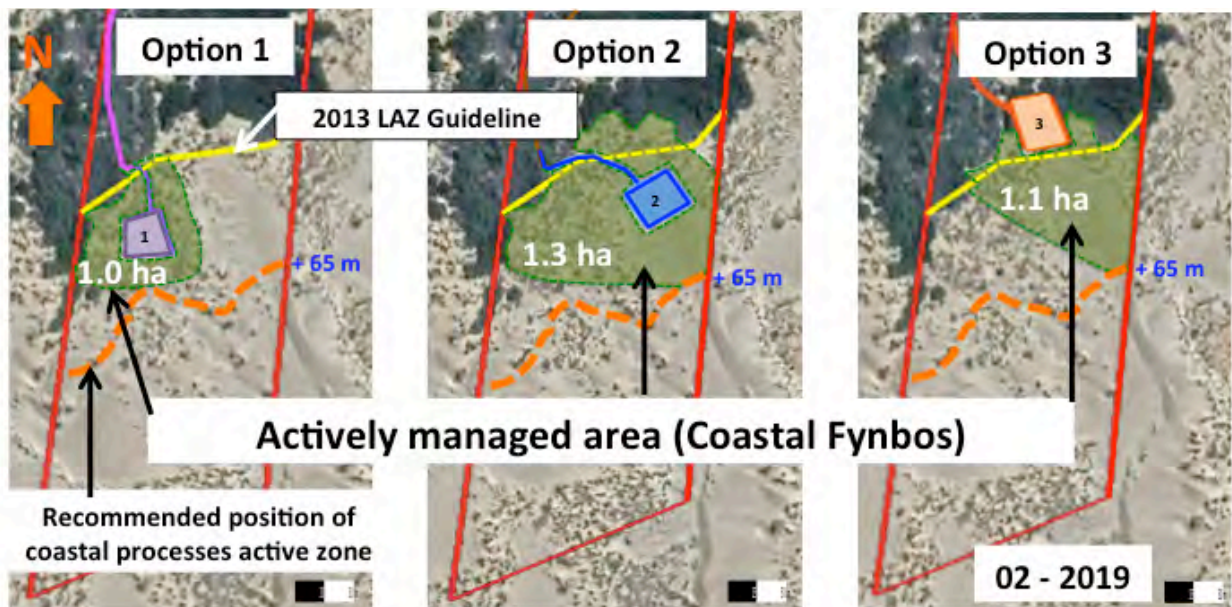 Option 1
Option 2
Option 3
N
2013 LAZ Guideline
1
2
3
1.0 ha
1.3 ha
1.1 ha
+ 65 m
+ 65 m
Actively managed area (Coastal Fynbos)
Recommended position of
coastal processes active zone
02 - 2019